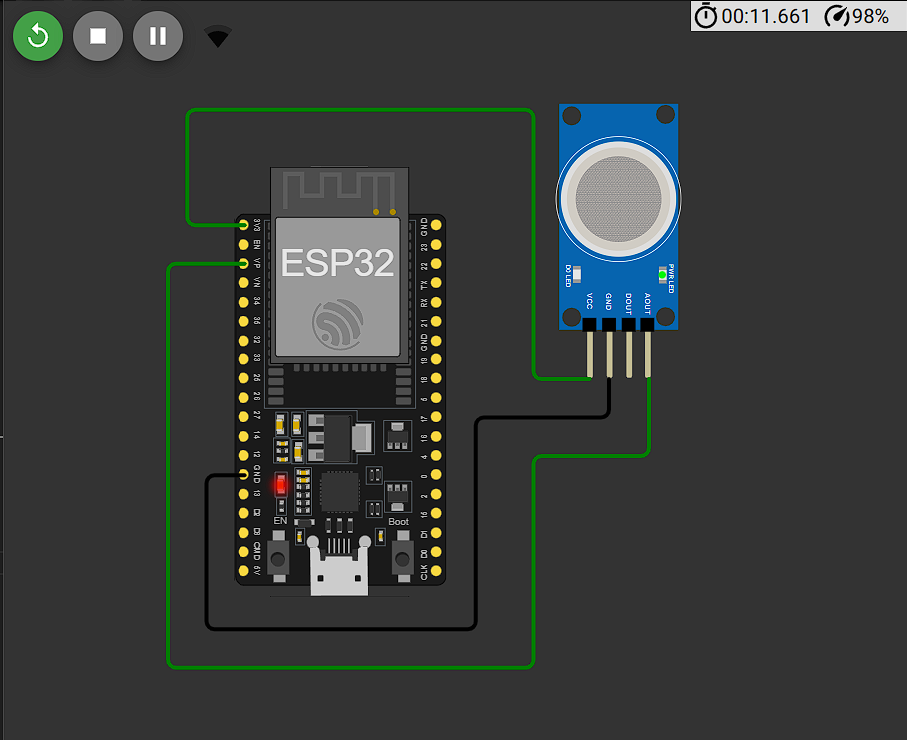 00:11.661 98%
ESP32
3V3
EN
VP
VN
34
35
32
33
25
26
27
14
12
GND
13
D2
D3
CMD
5V
GND
23
22
TX
RX
21
GND
19
18
5
17
16
4
0
2
15
D1
D0
CLK
EN
Boot
DO LED
PWR LED
VCC
GND
DOUT
AOUT